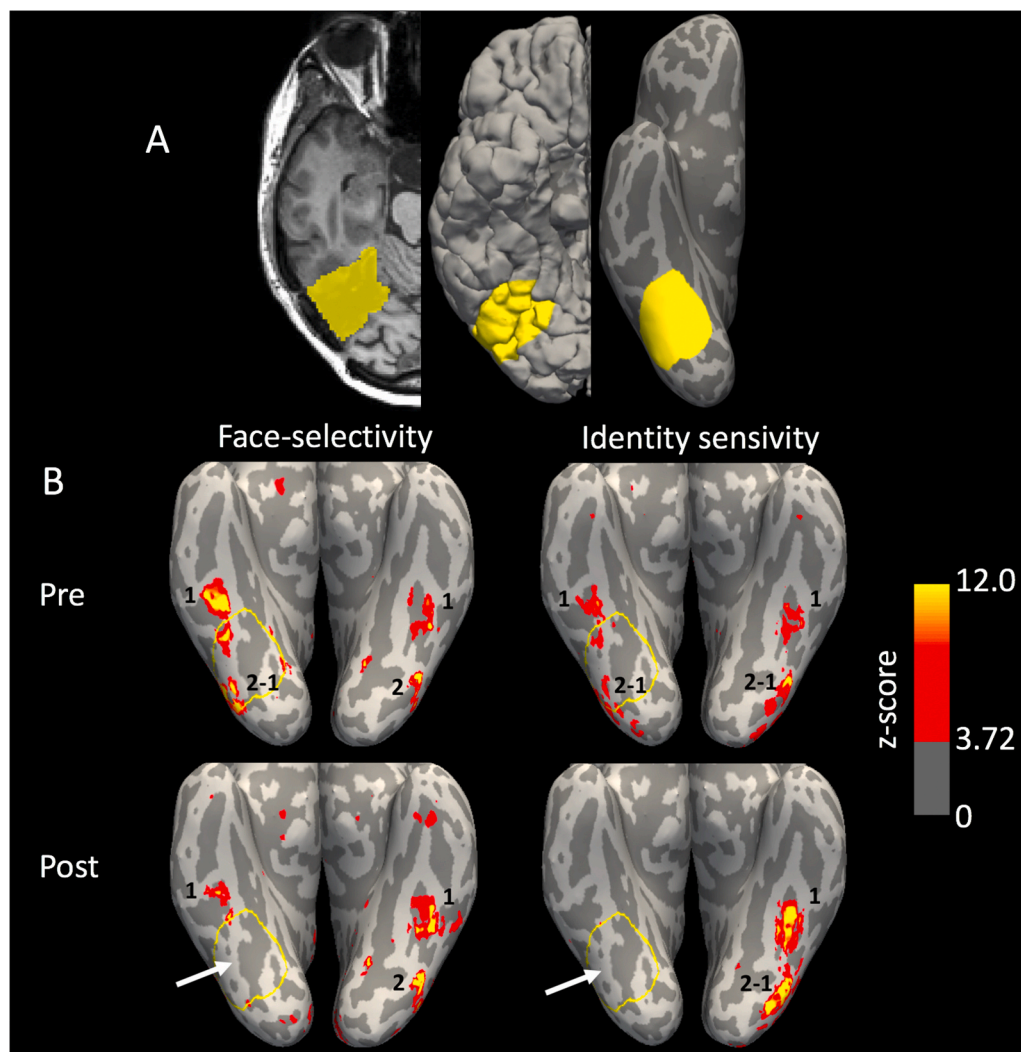 A
Face-selectivity
Identity sensivity
B
Pre
1
2-1
1
2
1
2-1
1
2-1
12.0
3.72
0
z-score
Post
1
1
2
1
2-1